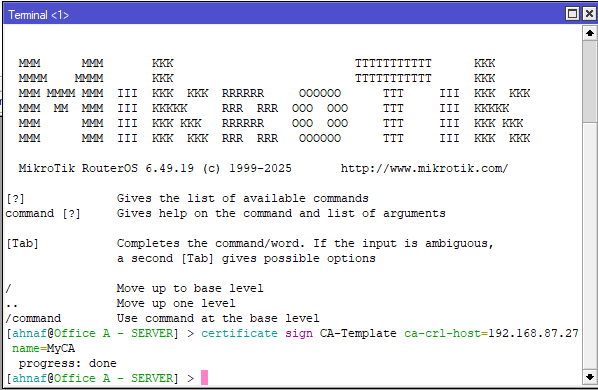 Terminal <1>
MMM      MMM       KKK                          TTTTTTTTTTT      KKK
MMMM    MMMM       KKK                          TTTTTTTTTTT      KKK
MMM MMMM MMM  III  KKK  KKK  RRRRRR     OOOOOO      TTT     III  KKK  KKK
MMM  MM  MMM  III  KKKKK     RRR  RRR  OOO  OOO     TTT     III  KKKKK
MMM      MMM  III  KKK KKK   RRRRRR    OOO  OOO     TTT     III  KKK KKK
MMM      MMM  III  KKK  KKK  RRR  RRR   OOOOOO      TTT     III  KKK  KKK
MikroTik RouterOS 6.49.19 (c) 1999-2025       http://www.mikrotik.com/
[?]             Gives the list of available commands
command [?]     Gives help on the command and list of arguments
[Tab]           Completes the command/word. If the input is ambiguous,
a second [Tab] gives possible options
/               Move up to base level
..              Move up one level
/command        Use command at the base level
[ahnaf@Office A - SERVER] > certificate sign CA-Template ca-crl-host=192.168.87.27
name=MyCA
progress: done
[ahnaf@Office A - SERVER] >